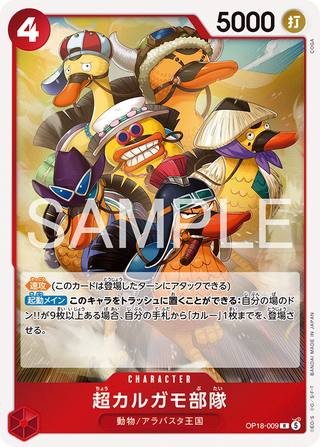 4
5000
打
COGA
SAMPLE
速攻 (このカードは登場したターンにアタックできる)
起動メイン このキャラをトラッシュに置くことができる:自分の場のド
ン!!が9枚以上ある場合、自分の手札から「カルー」1枚までを、登場さ
せる。
CHARACTER
超カルガモ部隊
動物/アラバスタ王国
OP18-009 R
BANDAI MADE IN JAPAN